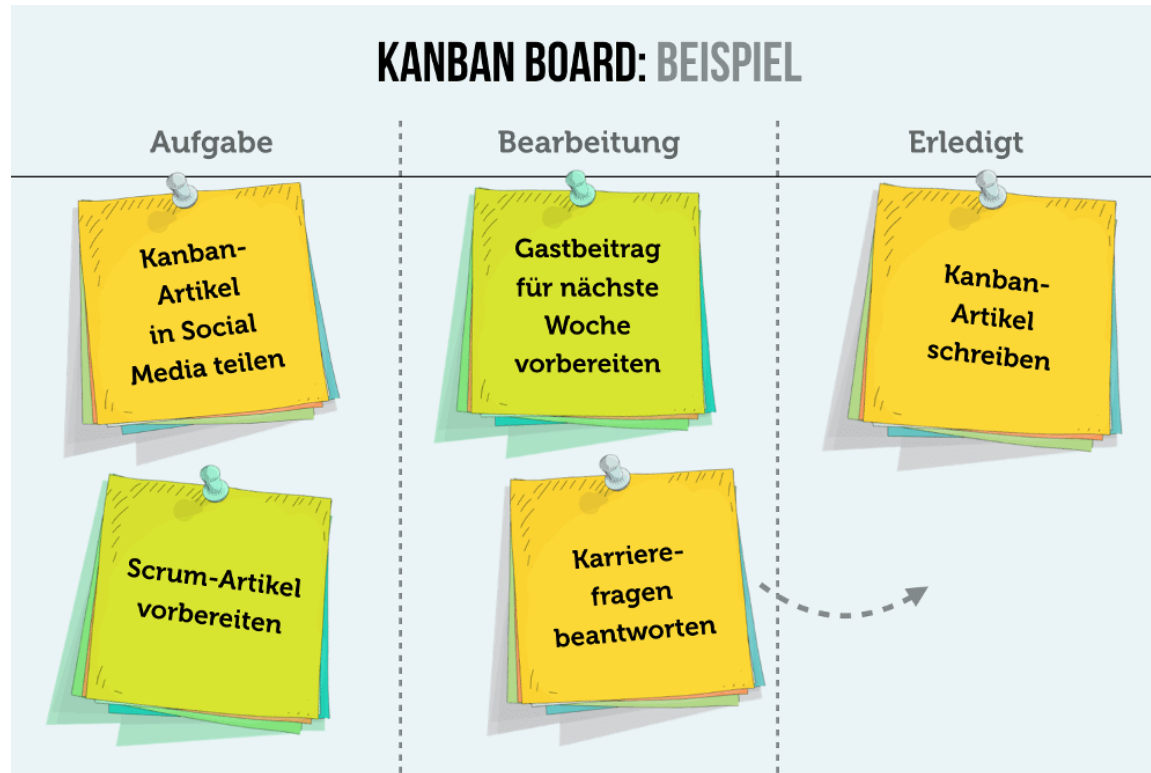 KANBAN BOARD: BEISPIEL
Aufgabe
Kanban-
Artikel
in Social
Media teilen
Scrum-Artikel
vorbereiten
Bearbeitung
Gastbeitrag
für nächste
Woche
vorbereiten
Karriere-
fragen
beantworten
Erledigt
Kanban-
Artikel
schreiben